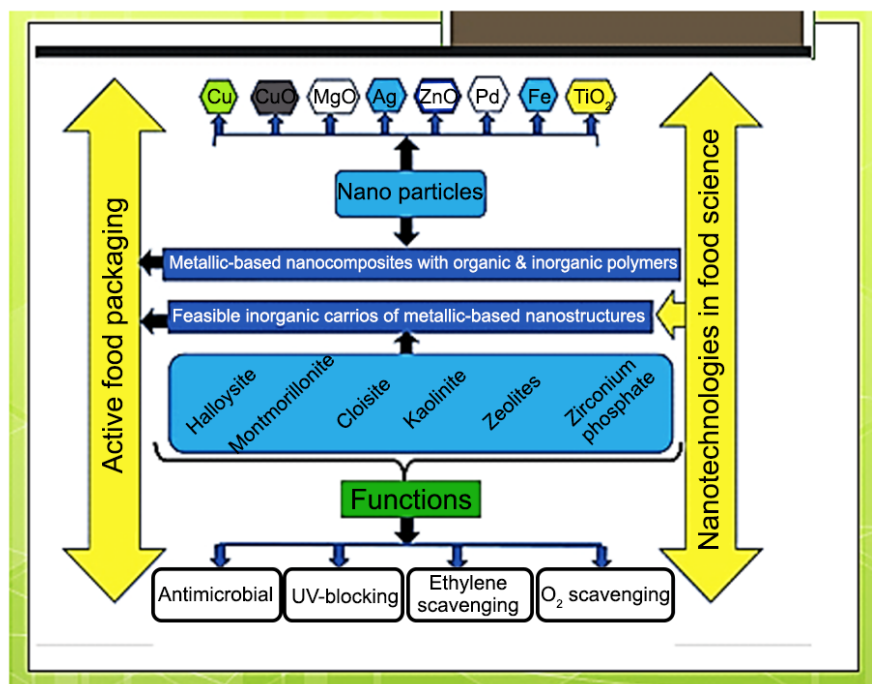 Cu CuO MgO Ag ZnO Pd Fe TiO₂
Nano particles
Metallic-based nanocomposites with organic & inorganic polymers
Feasible inorganic carrios of metallic-based nanostructures
Halloysite
Montmorillonite
Cloisite
Kaolinite
Zeolites
Zirconium
phosphate
Functions
Antimicrobial
UV-blocking
Ethylene
scavenging
O₂ scavenging
Active food packaging
Nanotechnologies in food science